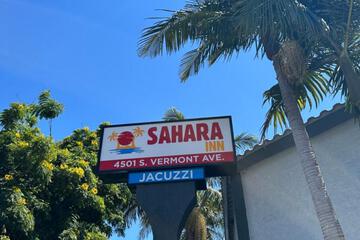 SAHARA
INN
4501 S. VERMONT AVE.
JACUZZI